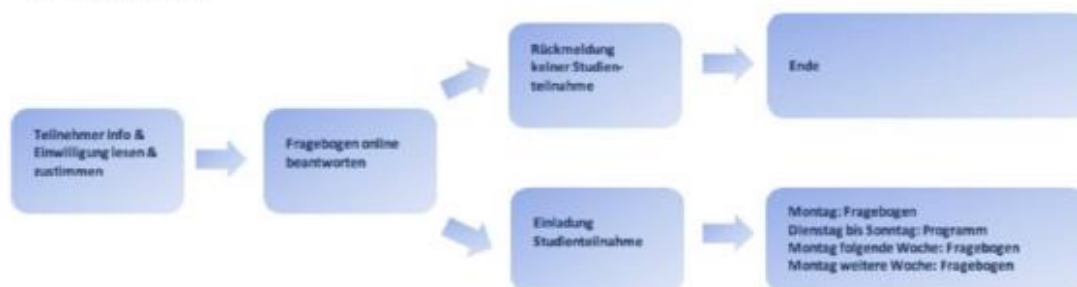 Teilnehmer Info &
Einwilligung lesen &
zustimmen
Fragebogen online
beantworten
Rückmeldung
keiner Studien-
teilnahme
Ende
Einladung
Studienteilnahme
Montag: Fragebogen
Dienstag bis Sonntag: Programm
Montag folgende Woche: Fragebogen
Montag weitere Woche: Fragebogen